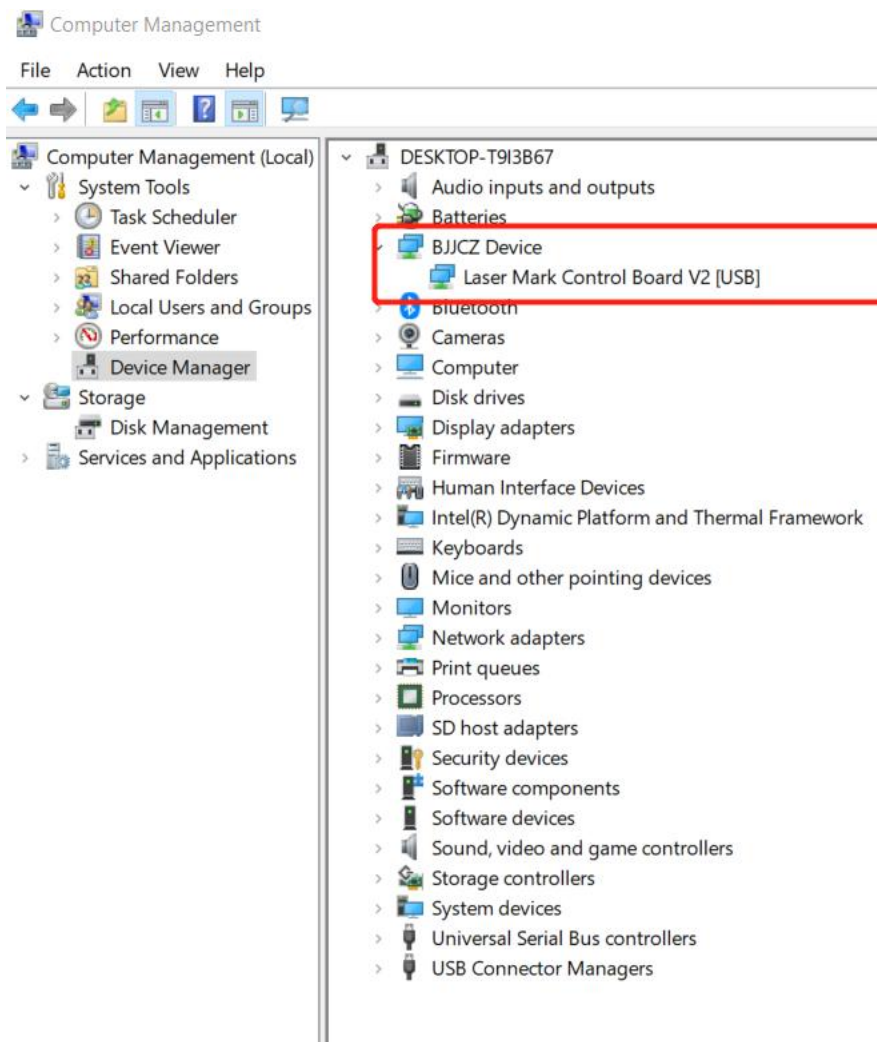 Computer Management
File Action View Help
Computer Management (Local)
System Tools
Task Scheduler
Event Viewer
Shared Folders
Local Users and Groups
Performance
Device Manager
Storage
Disk Management
Services and Applications
DESKTOP-T9I3B67
Audio inputs and outputs
Batteries
BJJCZ Device
Laser Mark Control Board V2 [USB]
Bluetooth
Cameras
Computer
Disk drives
Display adapters
Firmware
Human Interface Devices
Intel(R) Dynamic Platform and Thermal Framework
Keyboards
Mice and other pointing devices
Monitors
Network adapters
Print queues
Processors
SD host adapters
Security devices
Software components
Software devices
Sound, video and game controllers
Storage controllers
System devices
Universal Serial Bus controllers
USB Connector Managers